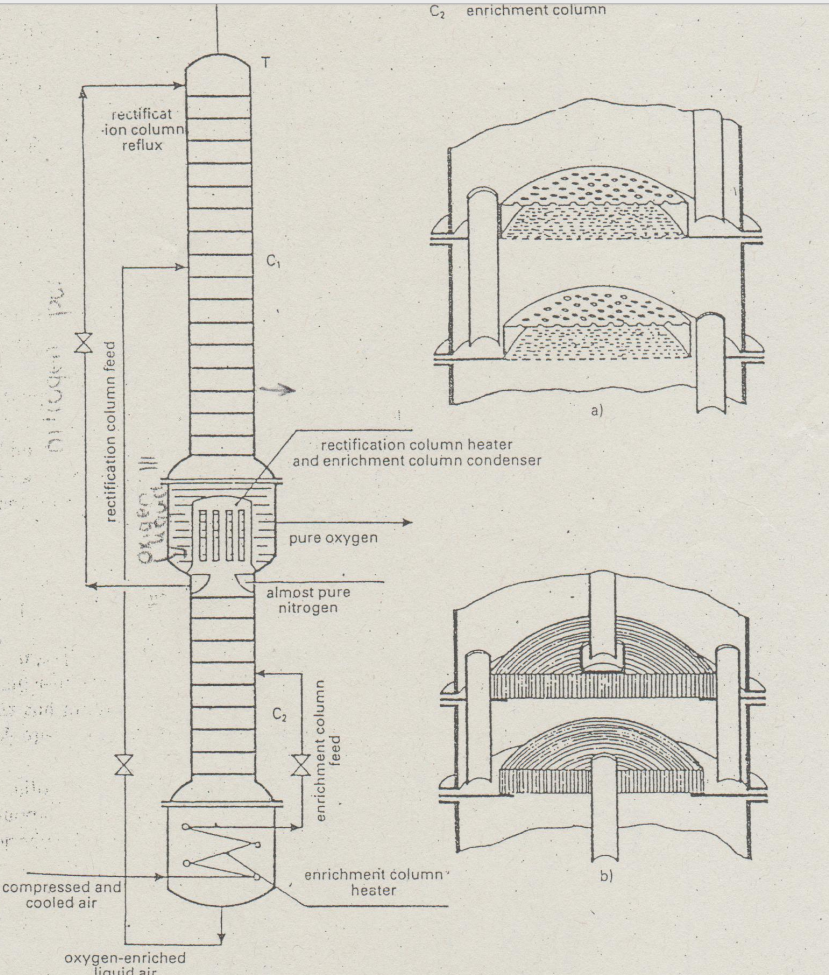 C₂ enrichment column
T
rectificat
-ion column
reflux
C₁
rectification column feed
rectification column heater
and enrichment column condenser
pure oxygen
almost pure
nitrogen
C₂
enrichment column
feed
compressed and
cooled air
enrichment column
heater
oxygen-enriched
liquid air
a)
b)